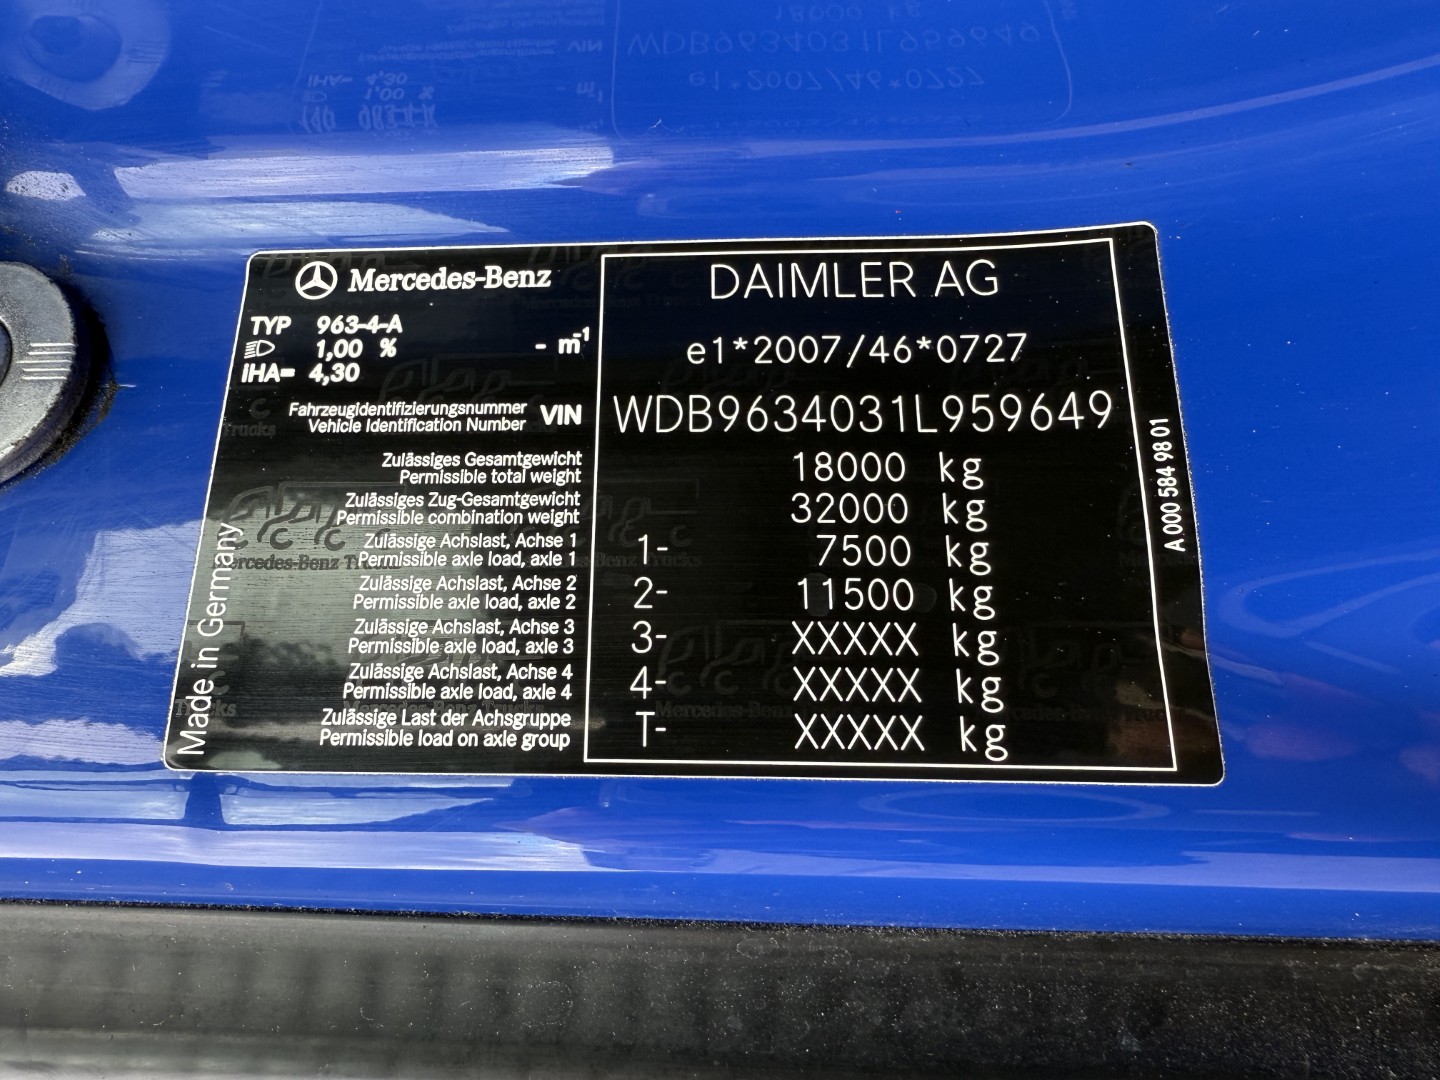 Mercedes-Benz
TYP 963-4-A
1,00 % - m⁻¹
iHA= 4,30
DAIMLER AG
e1*2007/46*0727
Fahrzeugidentifizierungsnummer
Vehicle Identification Number
VIN WDB9634031L959649
Zulässiges Gesamtgewicht
Permissible total weight
18000 kg
Zulässiges Zug-Gesamtgewicht
Permissible combination weight
32000 kg
Zulässige Achslast, Achse 1
Permissible axle load, axle 1
1- 7500 kg
Zulässige Achslast, Achse 2
Permissible axle load, axle 2
2- 11500 kg
Zulässige Achslast, Achse 3
Permissible axle load, axle 3
3- XXXXX kg
Zulässige Achslast, Achse 4
Permissible axle load, axle 4
4- XXXXX kg
Zulässige Last der Achsgruppe
Permissible load on axle group
T- XXXXX kg
Made in Germany
A 000 584 98 01